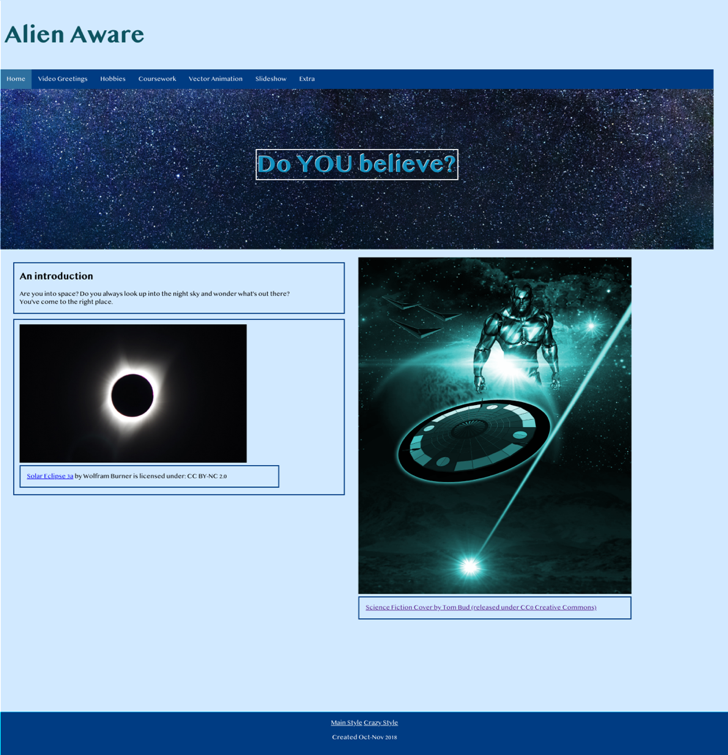 Alien Aware
Home Video Greetings Hobbies Coursework Vector Animation Slideshow Extra
Do YOU believe?
An introduction
Are you into space? Do you always look up into the night sky and wonder what's out there?
You've come to the right place.
Solar Eclipse 3a by Wolfram Burner is licensed under: CC BY-NC 2.0
Science Fiction Cover by Tom Bud (released under CC0 Creative Commons)
Main Style Crazy Style
Created Oct-Nov 2018